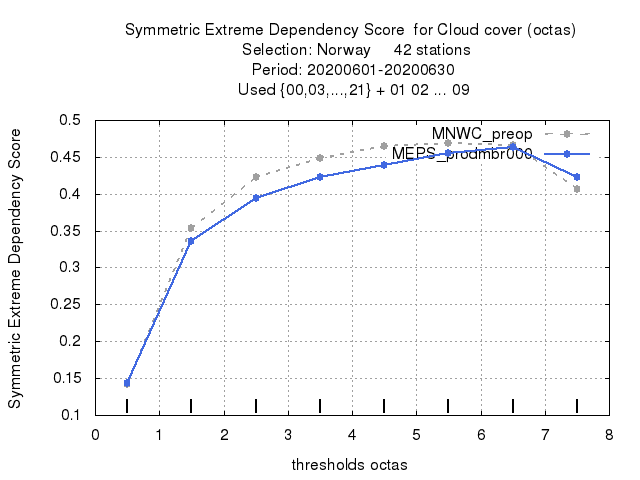 Symmetric Extreme Dependency Score  for Cloud cover (octas)
Selection: Norway     42 stations
Period: 20200601-20200630
Used {00,03,...,21} + 01 02 ... 09
MNWC_preop
MEPS_prodmbr000
Symmetric Extreme Dependency Score
0.5
0.45
0.4
0.35
0.3
0.25
0.2
0.15
0.1
0 1 2 3 4 5 6 7 8
thresholds octas